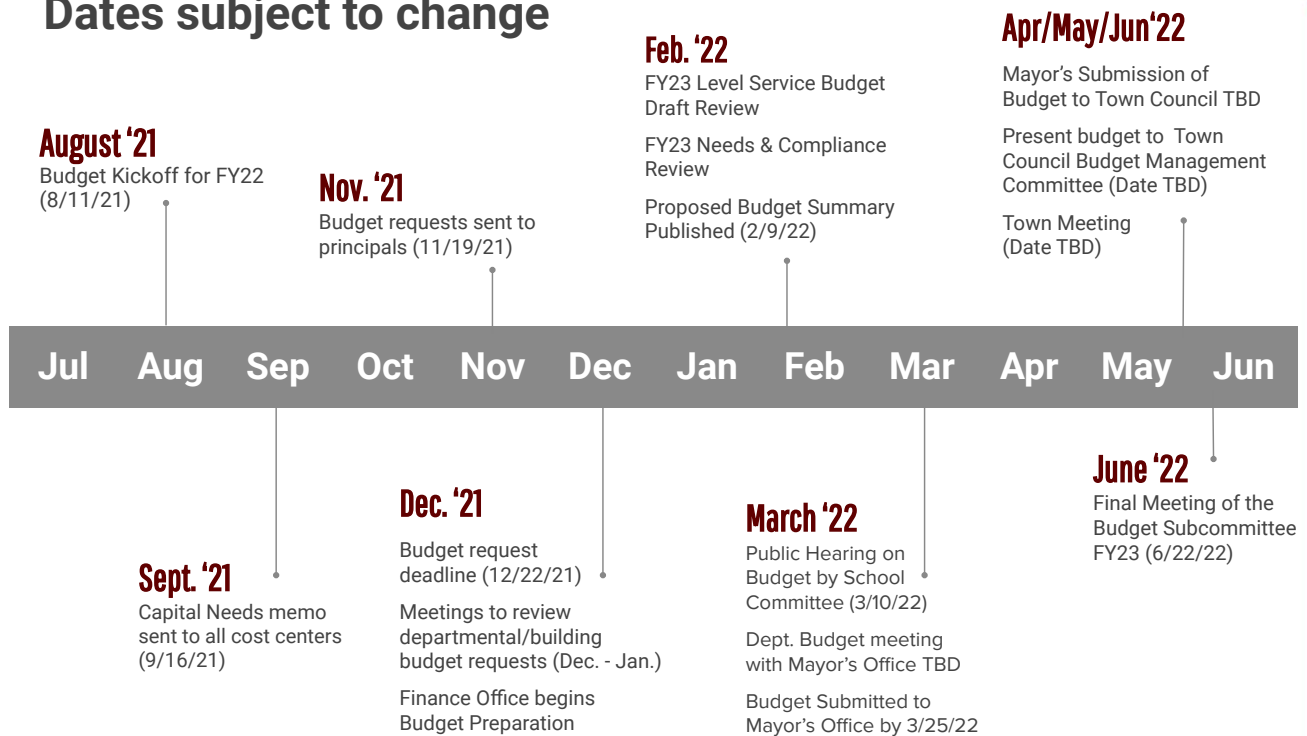 Dates subject to change
August ‘21
Budget Kickoff for FY22
(8/11/21)
Nov. ‘21
Budget requests sent to
principals (11/19/21)
Feb. ‘22
FY23 Level Service Budget
Draft Review
FY23 Needs & Compliance
Review
Proposed Budget Summary
Published (2/9/22)
Apr/May/Jun‘22
Mayor’s Submission of
Budget to Town Council TBD
Present budget to Town
Council Budget Management
Committee (Date TBD)
Town Meeting
(Date TBD)
Jul Aug Sep Oct Nov Dec Jan Feb Mar Apr May Jun
Sept. ‘21
Capital Needs memo
sent to all cost centers
(9/16/21)
Dec. ‘21
Budget request
deadline (12/22/21)
Meetings to review
departmental/building
budget requests (Dec. - Jan.)
Finance Office begins
Budget Preparation
March ‘22
Public Hearing on
Budget by School
Committee (3/10/22)
Dept. Budget meeting
with Mayor’s Office TBD
Budget Submitted to
Mayor’s Office by 3/25/22
June ‘22
Final Meeting of the
Budget Subcommittee
FY23 (6/22/22)